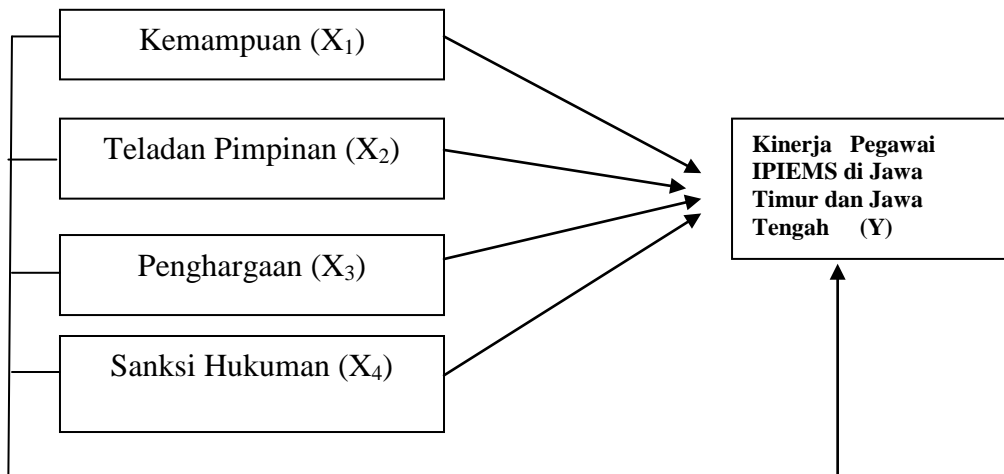 Kemampuan (X₁)
Teladan Pimpinan (X₂)
Penghargaan (X₃)
Sanksi Hukuman (X₄)
Kinerja Pegawai
IPIEMS di Jawa
Timur dan Jawa
Tengah (Y)